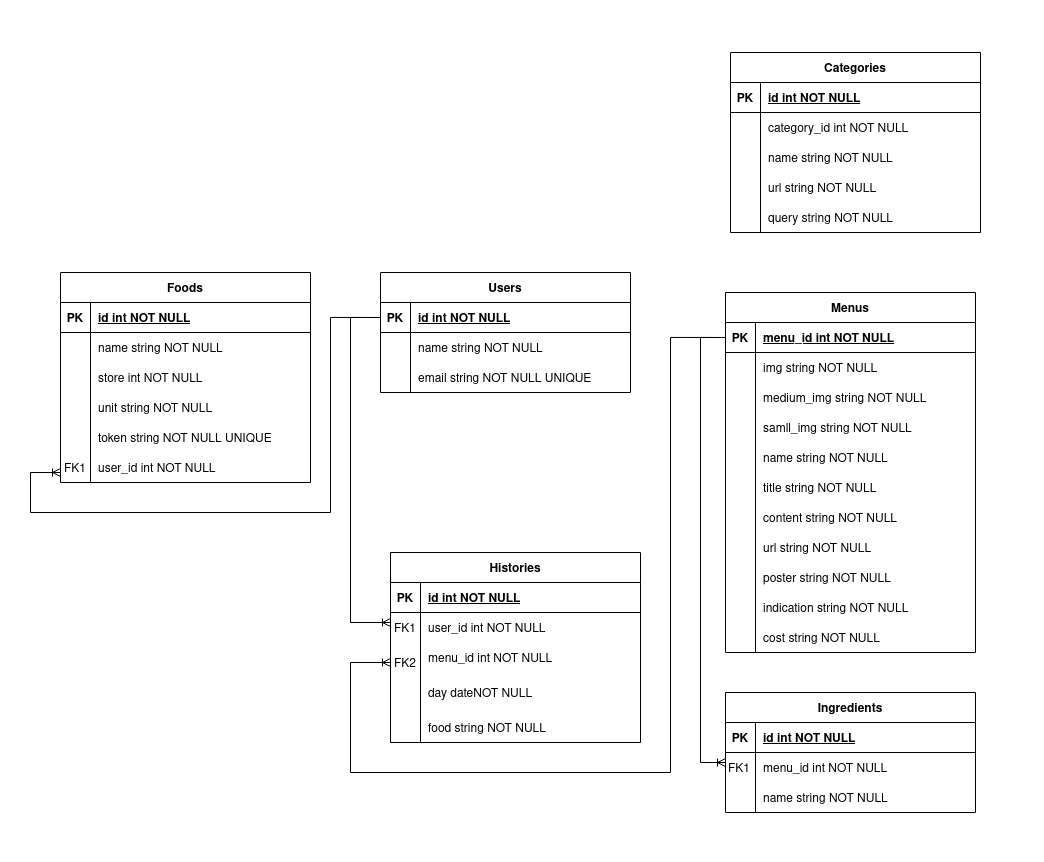 Categories
PK id int NOT NULL
category_id int NOT NULL
name string NOT NULL
url string NOT NULL
query string NOT NULL
Foods
PK id int NOT NULL
name string NOT NULL
store int NOT NULL
unit string NOT NULL
token string NOT NULL UNIQUE
FK1 user_id int NOT NULL
Users
PK id int NOT NULL
name string NOT NULL
email string NOT NULL UNIQUE
Menus
PK menu_id int NOT NULL
img string NOT NULL
medium_img string NOT NULL
samll_img string NOT NULL
name string NOT NULL
title string NOT NULL
content string NOT NULL
url string NOT NULL
poster string NOT NULL
indication string NOT NULL
cost string NOT NULL
Histories
PK id int NOT NULL
FK1 user_id int NOT NULL
FK2 menu_id int NOT NULL
day dateNOT NULL
food string NOT NULL
Ingredients
PK id int NOT NULL
FK1 menu_id int NOT NULL
name string NOT NULL